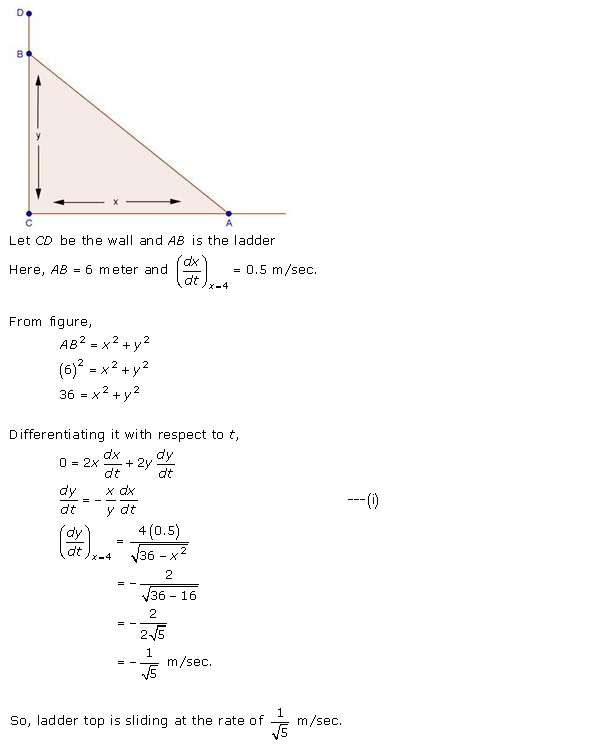 D
B
y
x
C A
Let CD be the wall and AB is the ladder
Here, AB = 6 meter and (dx/dt)ₓ₌₄ = 0.5 m/sec.
From figure,
AB² = x² + y²
(6)² = x² + y²
36 = x² + y²
Differentiating it with respect to t,
0 = 2x dx/dt + 2y dy/dt
dy/dt = - x/y dx/dt ---(i)
(dy/dt)ₓ₌₄ = 4(0.5)/√(36 - x²)
= - 2/√(36 - 16)
= - 2/2√5
= - 1/√5 m/sec.
So, ladder top is sliding at the rate of 1/√5 m/sec.